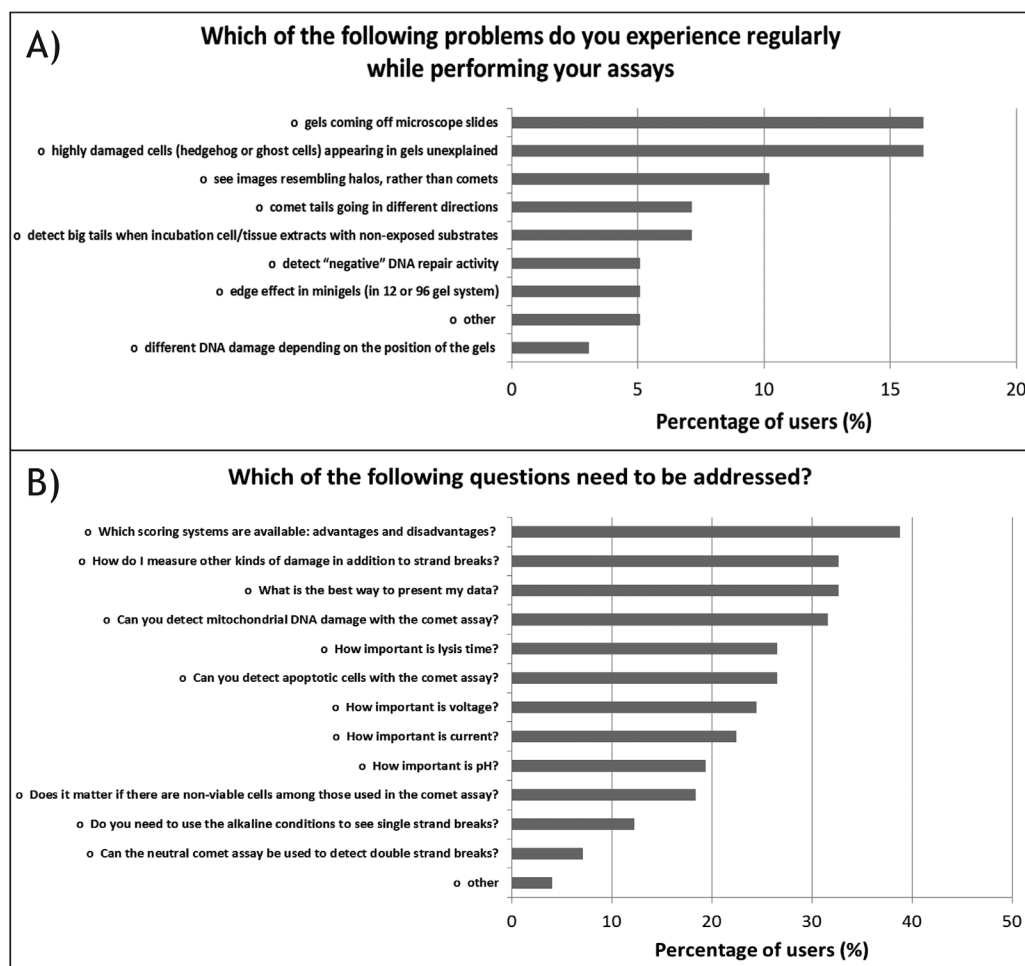 A)
Which of the following problems do you experience regularly
while performing your assays
o gels coming off microscope slides
o highly damaged cells (hedgehog or ghost cells) appearing in gels unexplained
o see images resembling halos, rather than comets
o comet tails going in different directions
o detect big tails when incubation cell/tissue extracts with non-exposed substrates
o detect “negative” DNA repair activity
o edge effect in minigels (in 12 or 96 gel system)
o other
o different DNA damage depending on the position of the gels
0 5 10 15 20
Percentage of users (%)
B)
Which of the following questions need to be addressed?
o Which scoring systems are available: advantages and disadvantages?
o How do I measure other kinds of damage in addition to strand breaks?
o What is the best way to present my data?
o Can you detect mitochondrial DNA damage with the comet assay?
o How important is lysis time?
o Can you detect apoptotic cells with the comet assay?
o How important is voltage?
o How important is current?
o How important is pH?
o Does it matter if there are non-viable cells among those used in the comet assay?
o Do you need to use the alkaline conditions to see single strand breaks?
o Can the neutral comet assay be used to detect double strand breaks?
o other
0 10 20 30 40 50
Percentage of users (%)